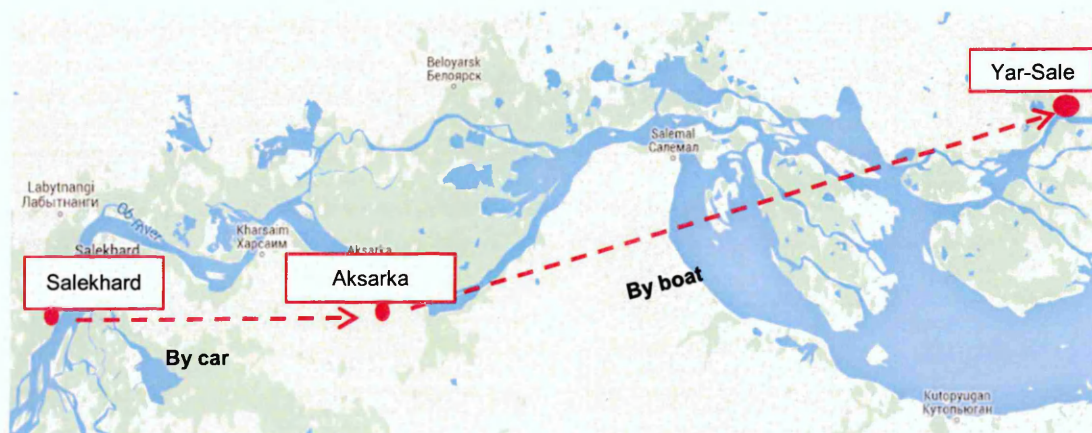 Yar-Sale
Beloyarsk
Белоярск
Salemal
Салемал
Labytnangi
Лабытнанги
Ob River
Kharsaim
Харсаим
Aksarka
Salekhard
Salekhard
Aksarka
By boat
By car
Kutopyugan
Кутопьюган